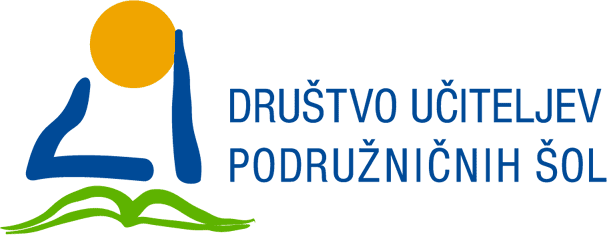 DRUŠTVO UČITELJEV
PODRUŽNIČNIH ŠOL